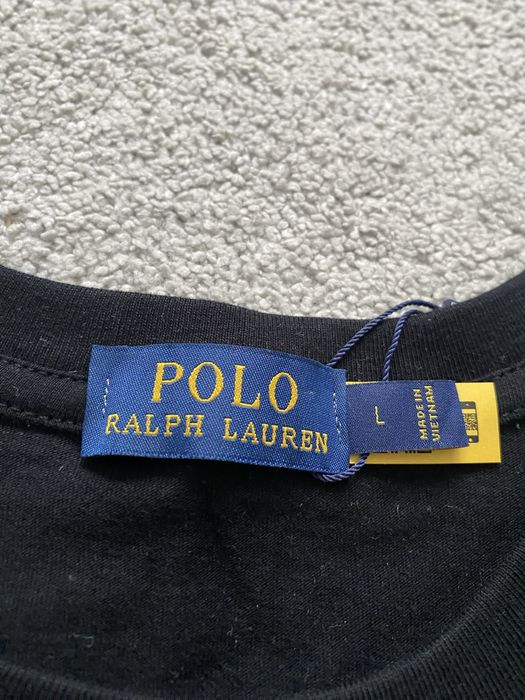 POLO
RALPH LAUREN
L
MADE IN
VIETNAM